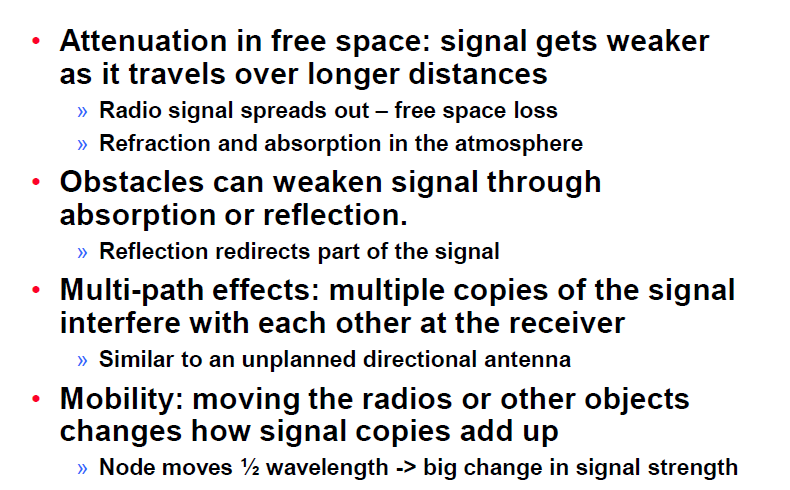 • Attenuation in free space: signal gets weaker
as it travels over longer distances
» Radio signal spreads out – free space loss
» Refraction and absorption in the atmosphere
• Obstacles can weaken signal through
absorption or reflection.
» Reflection redirects part of the signal
• Multi-path effects: multiple copies of the signal
interfere with each other at the receiver
» Similar to an unplanned directional antenna
• Mobility: moving the radios or other objects
changes how signal copies add up
» Node moves ½ wavelength -> big change in signal strength